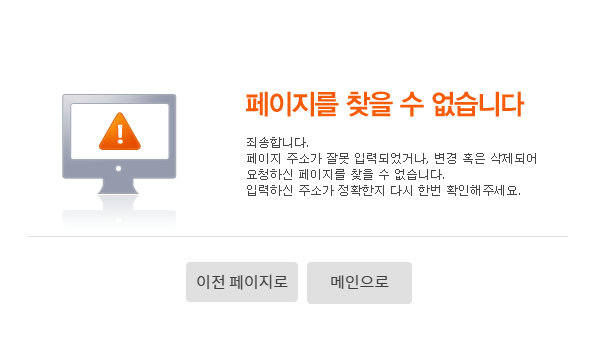 페이지를 찾을 수 없습니다
죄송합니다.
페이지 주소가 잘못 입력되었거나, 변경 혹은 삭제되어
요청하신 페이지를 찾을 수 없습니다.
입력하신 주소가 정확한지 다시 한번 확인해주세요.
이전 페이지로
메인으로